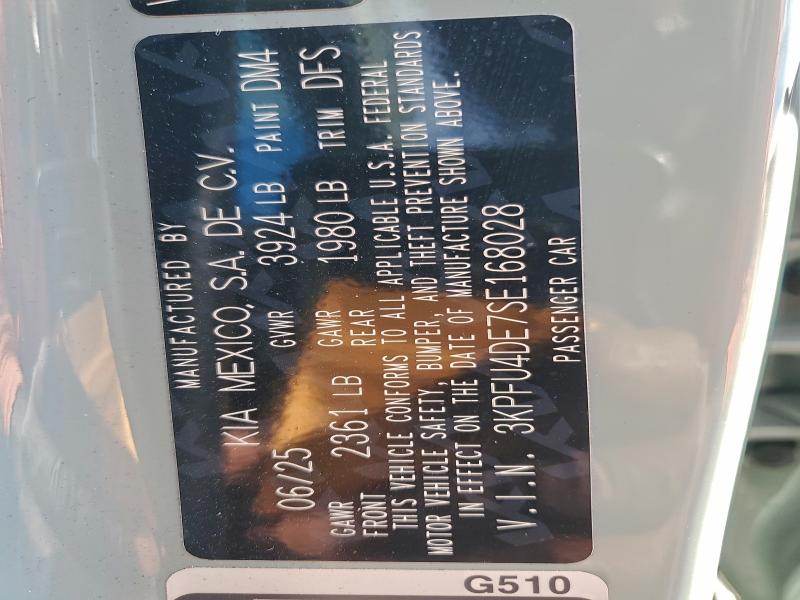 MANUFACTURED BY
KIA MEXICO, S.A. DE C.V.
06/25 GVWR 3924 LB PAINT DM4
GAWR FRONT 2361 LB GAWR REAR 1980 LB TRIM DFS
THIS VEHICLE CONFORMS TO ALL APPLICABLE U.S.A. FEDERAL
MOTOR VEHICLE SAFETY, BUMPER, AND THEFT PREVENTION STANDARDS
IN EFFECT ON THE DATE OF MANUFACTURE SHOWN ABOVE.
V.I.N. 3KPFU4DE7SE168028
PASSENGER CAR
G510